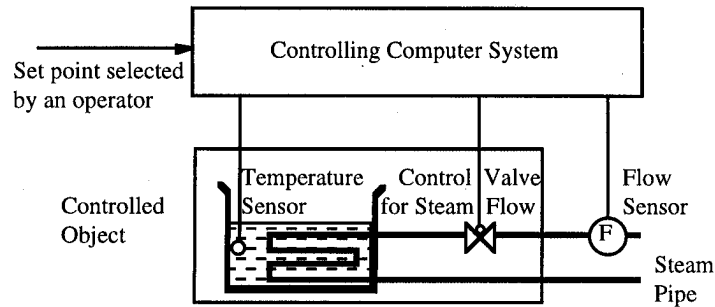 Controlling Computer System
Set point selected
by an operator
Temperature
Sensor
Control Valve
for Steam Flow
Flow
Sensor
Controlled
Object
F
Steam
Pipe